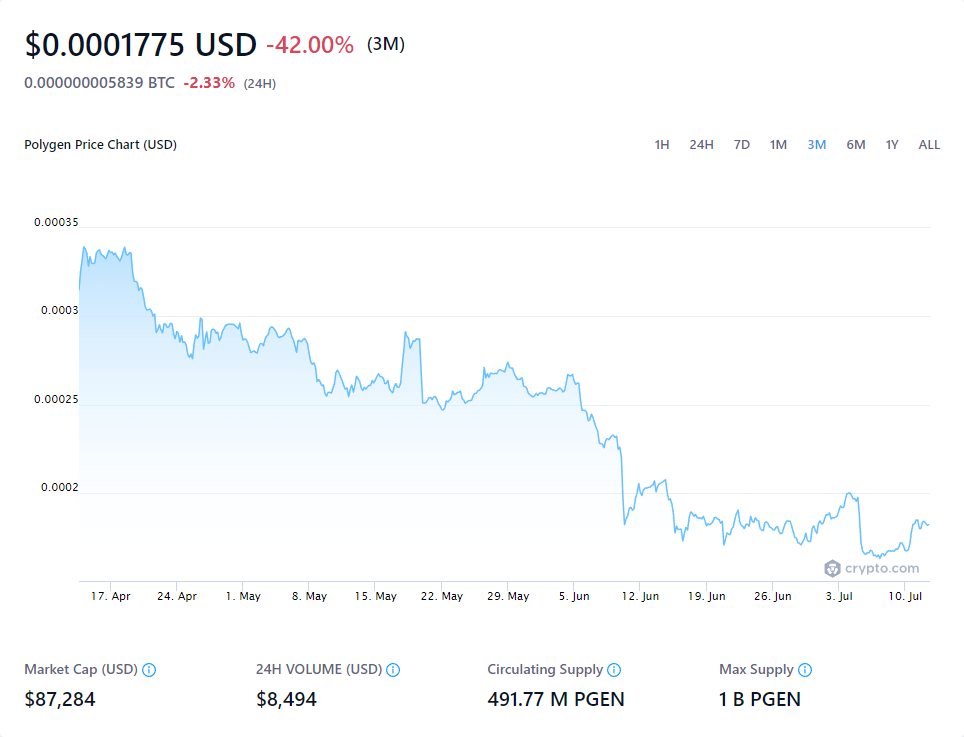 $0.0001775 USD -42.00% (3M)
0.000000005839 BTC -2.33% (24H)
Polygen Price Chart (USD) 1H 24H 7D 1M 3M 6M 1Y ALL
0.00035
0.0003
0.00025
0.0002
crypto.com
17. Apr 24. Apr 1. May 8. May 15. May 22. May 29. May 5. Jun 12. Jun 19. Jun 26. Jun 3. Jul 10. Jul
Market Cap (USD) 24H VOLUME (USD) Circulating Supply Max Supply
$87,284 $8,494 491.77 M PGEN 1 B PGEN